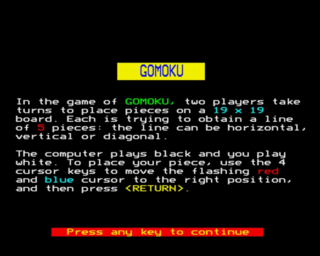 GOMOKU
In the game of GOMOKU, two players take
turns to place pieces on a 19 x 19
board. Each is trying to obtain a line
of 5 pieces: the line can be horizontal,
vertical or diagonal.
The computer plays black and you play
white. To place your piece, use the 4
cursor keys to move the flashing red
and blue cursor to the right position,
and then press <RETURN>.
Press any key to continue